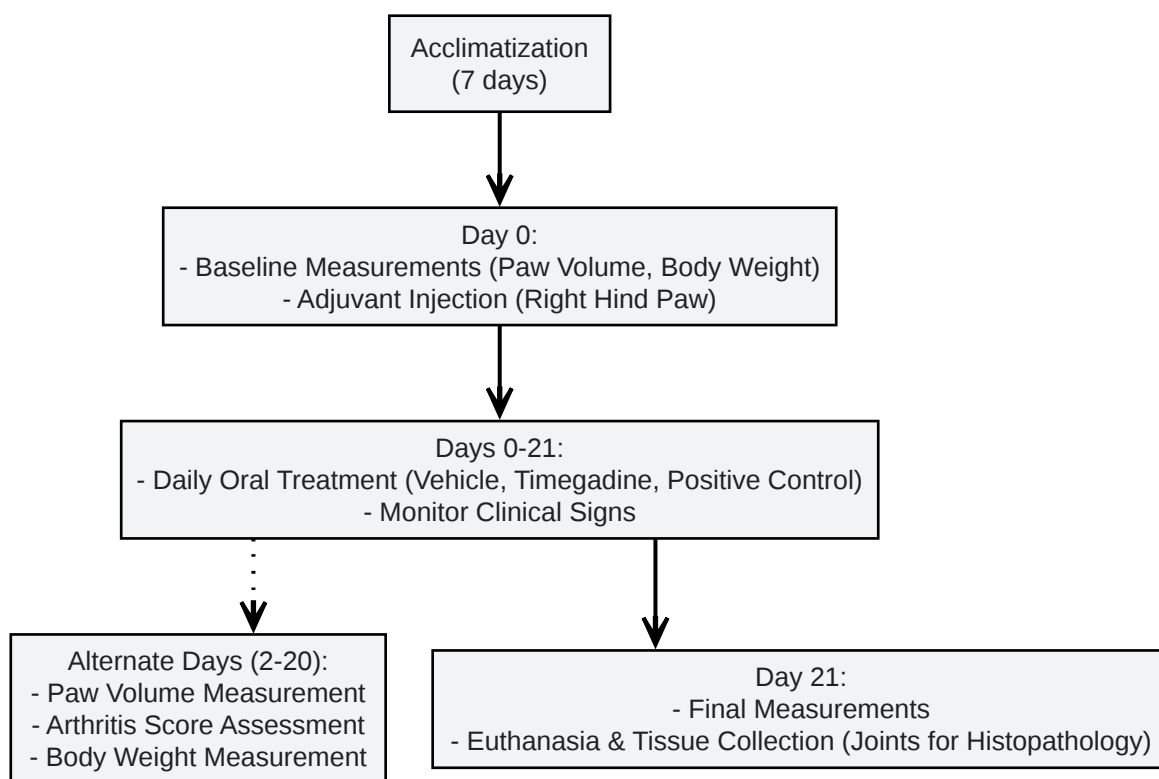 Acclimatization
(7 days)
Day 0:
- Baseline Measurements (Paw Volume, Body Weight)
- Adjuvant Injection (Right Hind Paw)
Days 0-21:
- Daily Oral Treatment (Vehicle, Timegadine, Positive Control)
- Monitor Clinical Signs
Alternate Days (2-20):
- Paw Volume Measurement
- Arthritis Score Assessment
- Body Weight Measurement
Day 21:
- Final Measurements
- Euthanasia & Tissue Collection (Joints for Histopathology)